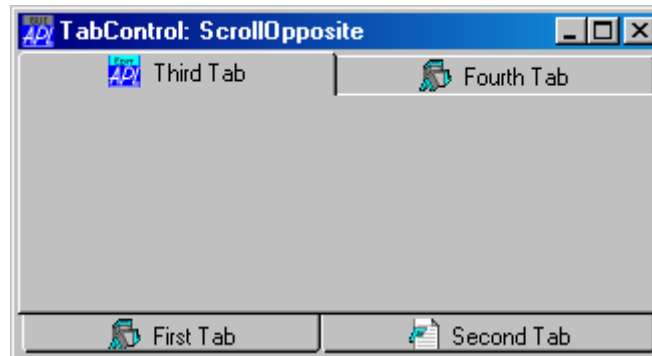 TabControl: ScrollOpposite
Third Tab
Fourth Tab
First Tab
Second Tab